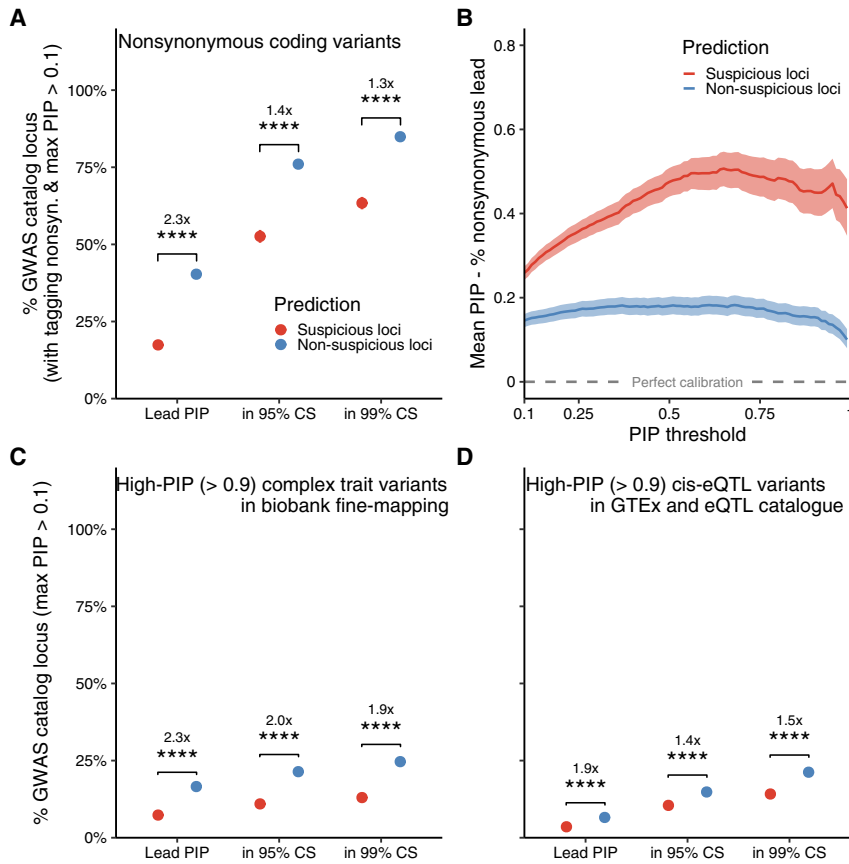 A
Nonsynonymous coding variants
% GWAS catalog locus
(with tagging nonsyn. & max PIP > 0.1)
100%
75%
50%
25%
0%
2.3x
****
1.4x
****
1.3x
****
Prediction
Suspicious loci
Non-suspicious loci
Lead PIP
in 95% CS
in 99% CS
B
Mean PIP - % nonsynonymous lead
0.8
0.6
0.4
0.2
0
Prediction
Suspicious loci
Non-suspicious loci
Perfect calibration
0.1
0.25
0.5
0.75
1
PIP threshold
C
High-PIP (> 0.9) complex trait variants
in biobank fine-mapping
% GWAS catalog locus (max PIP > 0.1)
100%
75%
50%
25%
0%
2.3x
****
2.0x
****
1.9x
****
Lead PIP
in 95% CS
in 99% CS
D
High-PIP (> 0.9) cis-eQTL variants
in GTEx and eQTL catalogue
1.9x
****
1.4x
****
1.5x
****
Lead PIP
in 95% CS
in 99% CS